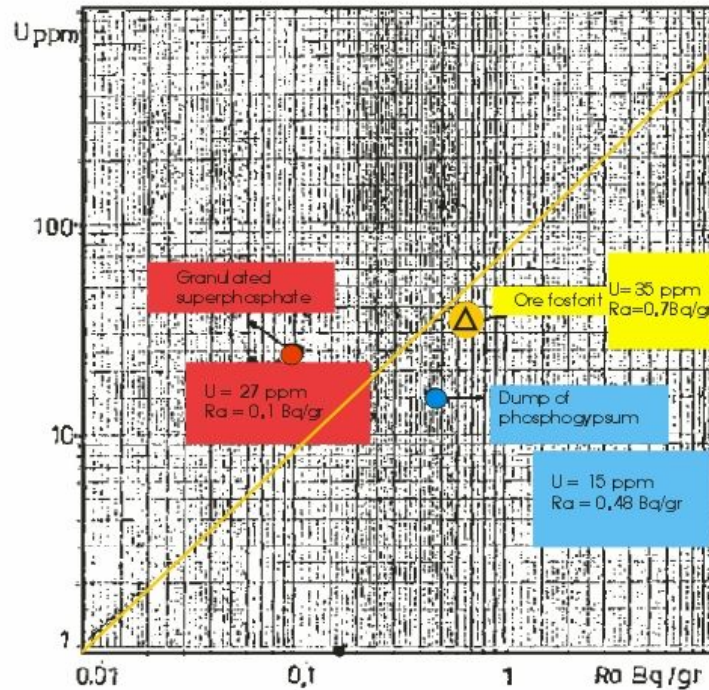 U ppm
100
10
1
Granulated
superphosphate
U = 27 ppm
Ra = 0,1 Bq/gr
Ore fosforit
U=35 ppm
Ra=0,7Bq/gr
Dump of
phosphogypsum
U = 15 ppm
Ra = 0,48 Bq/gr
0.01
0,1
1
Ra Bq/gr